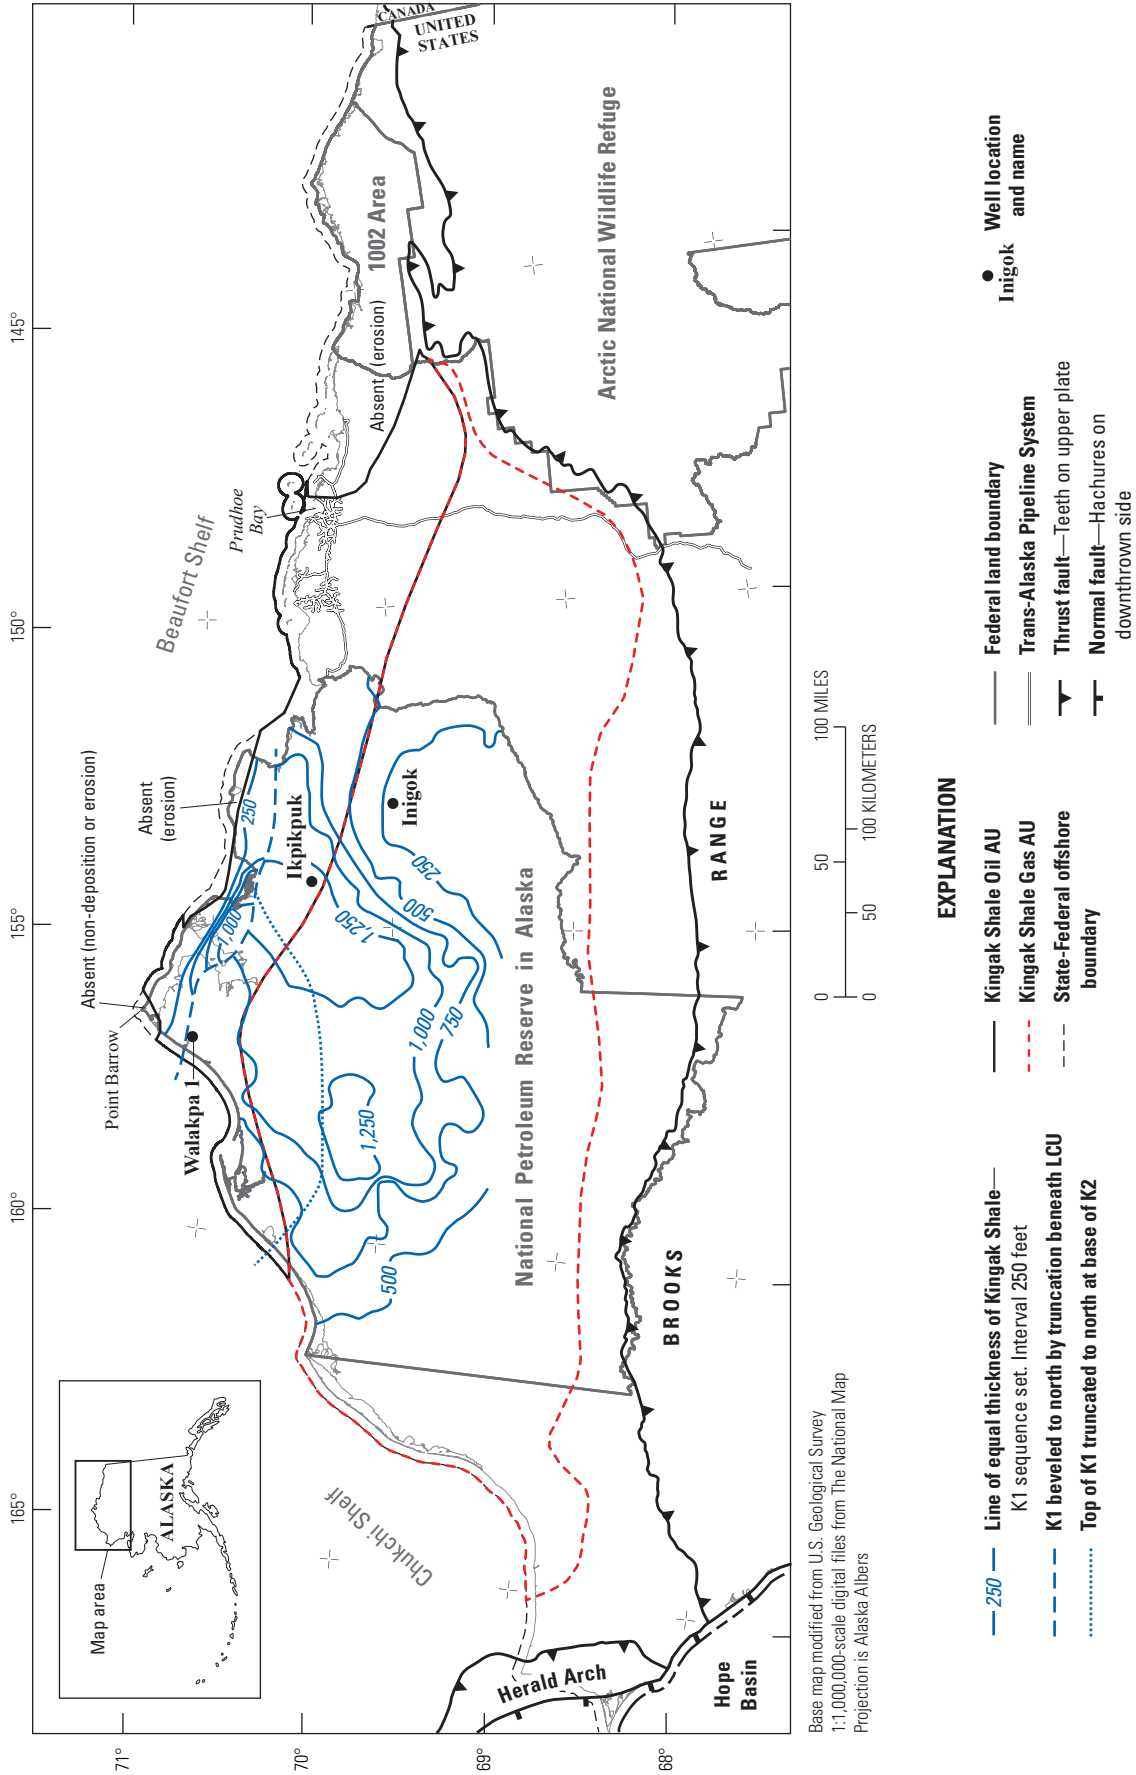 165°
160°
155°
150°
145°
71°
70°
69°
68°
Map area
ALASKA
CANADA
UNITED
STATES
Beaufort Shelf
Chukchi Shelf
Point Barrow
Absent (non-deposition or erosion)
Absent
(erosion)
Prudhoe
Bay
Absent (erosion)
1002 Area
Arctic National Wildlife Refuge
Walakpa 1
Ikpikpuk
Inigok
250
1,000
1,250
500
250
1,000
750
1,250
500
National Petroleum Reserve in Alaska
BROOKS
RANGE
Herald Arch
Hope
Basin
0
50
100 MILES
0
50
100 KILOMETERS
Base map modified from U.S. Geological Survey
1:1,000,000-scale digital files from The National Map
Projection is Alaska Albers
EXPLANATION
250
Line of equal thickness of Kingak Shale—
K1 sequence set. Interval 250 feet
K1 beveled to north by truncation beneath LCU
Top of K1 truncated to north at base of K2
Kingak Shale Oil AU
Kingak Shale Gas AU
State-Federal offshore
boundary
Federal land boundary
Trans-Alaska Pipeline System
Thrust fault—Teeth on upper plate
Normal fault—Hachures on
downthrown side
Inigok
Well location
and name